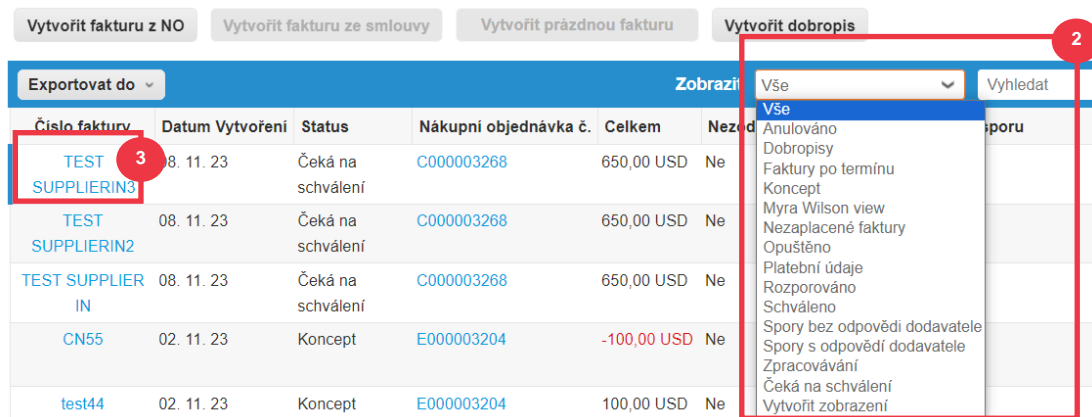 Vytvořit fakturu z NO Vytvořit fakturu ze smlouvy Vytvořit prázdnou fakturu Vytvořit dobropis
2
Exportovat do Zobrazit Vše Vyhledat
Číslo faktury Datum Vytvoření Status Nákupní objednávka č. Celkem sporu
TEST 3 08. 11. 23 Čeká na C000003268 650,00 USD Ne
SUPPLIERIN3 schválení
TEST 08. 11. 23 Čeká na C000003268 650,00 USD Ne
SUPPLIERIN2 schválení
TEST SUPPLIER 08. 11. 23 Čeká na C000003268 650,00 USD Ne
IN schválení
CN55 02. 11. 23 Koncept E000003204 -100,00 USD Ne
test44 02. 11. 23 Koncept E000003204 100,00 USD Ne
Vše
Anulováno
Dobropisy
Faktury po termínu
Koncept
Myra Wilson view
Nezaplacené faktury
Opuštěno
Platební údaje
Rozporováno
Schváleno
Spory bez odpovědi dodavatele
Spory s odpovědí dodavatele
Zpracovávání
Čeká na schválení
Vytvořit zobrazení